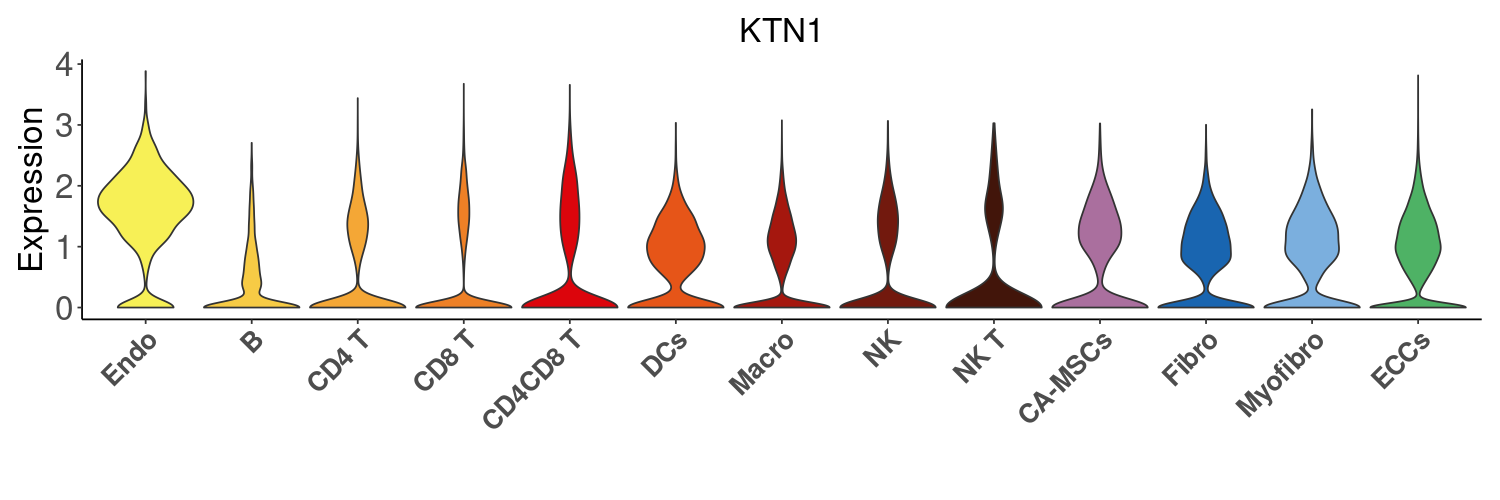 KTN1
Expression
4
3
2
1
0
Endo
B
CD4 T
CD8 T
CD4CD8 T
DCs
Macro
NK
NK T
CA-MSCs
Fibro
Myofibro
ECCs